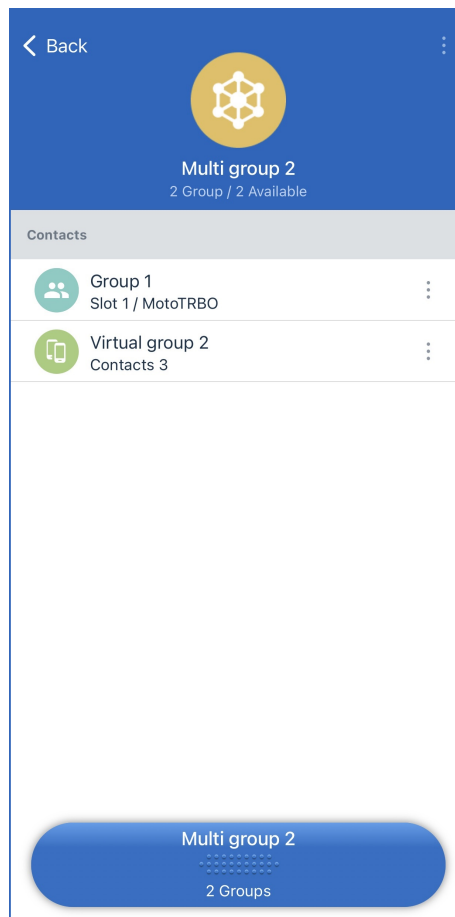 Back
Multi group 2
2 Group / 2 Available
Contacts
Group 1
Slot 1 / MotoTRBO
Virtual group 2
Contacts 3
Multi group 2
2 Groups